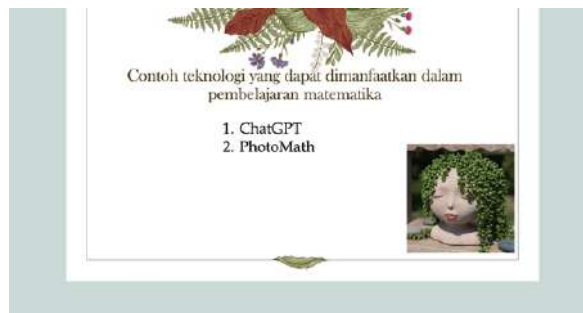 Contoh teknologi yang dapat dimanfaatkan dalam
pembelajaran matematika
1. ChatGPT
2. PhotoMath